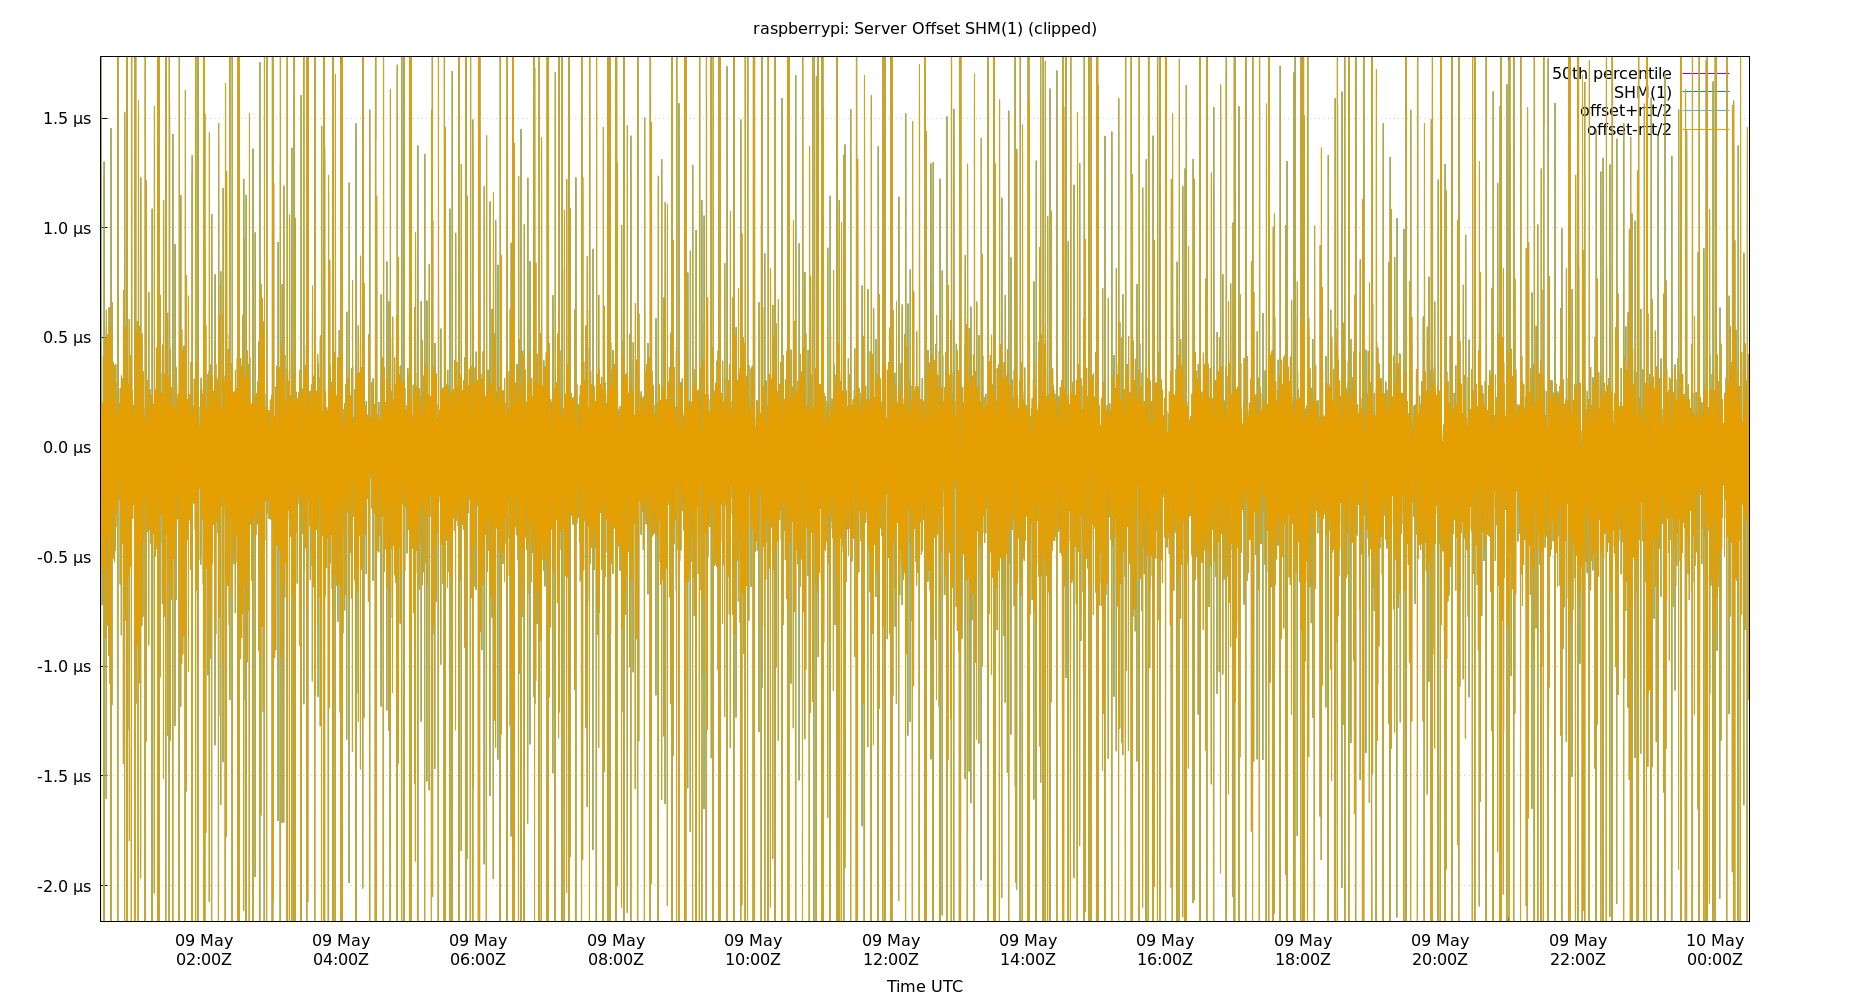 raspberrypi: Server Offset SHM(1) (clipped)
50th percentile
SHM(1)
offset+rtt/2
offset-rtt/2
1.5 µs
1.0 µs
0.5 µs
0.0 µs
-0.5 µs
-1.0 µs
-1.5 µs
-2.0 µs
09 May 09 May 09 May 09 May 09 May 09 May 09 May 09 May 09 May 09 May 09 May 10 May
02:00Z 04:00Z 06:00Z 08:00Z 10:00Z 12:00Z 14:00Z 16:00Z 18:00Z 20:00Z 22:00Z 00:00Z
Time UTC